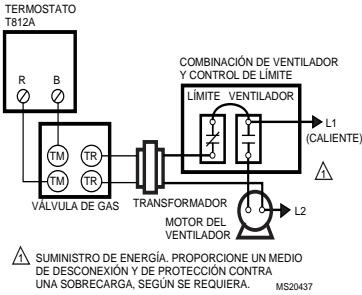 TERMOSTATO
T812A
R
B
COMBINACIÓN DE VENTILADOR
Y CONTROL DE LÍMITE
LÍMITE
VENTILADOR
L1
(CALIENTE)
1
TM
TR
TM
TR
VÁLVULA DE GAS
TRANSFORMADOR
MOTOR DEL
VENTILADOR
L2
1 SUMINISTRO DE ENERGÍA. PROPORCIONE UN MEDIO
DE DESCONEXIÓN Y DE PROTECCIÓN CONTRA
UNA SOBRECARGA, SEGÚN SE REQUIERA.
MS20437